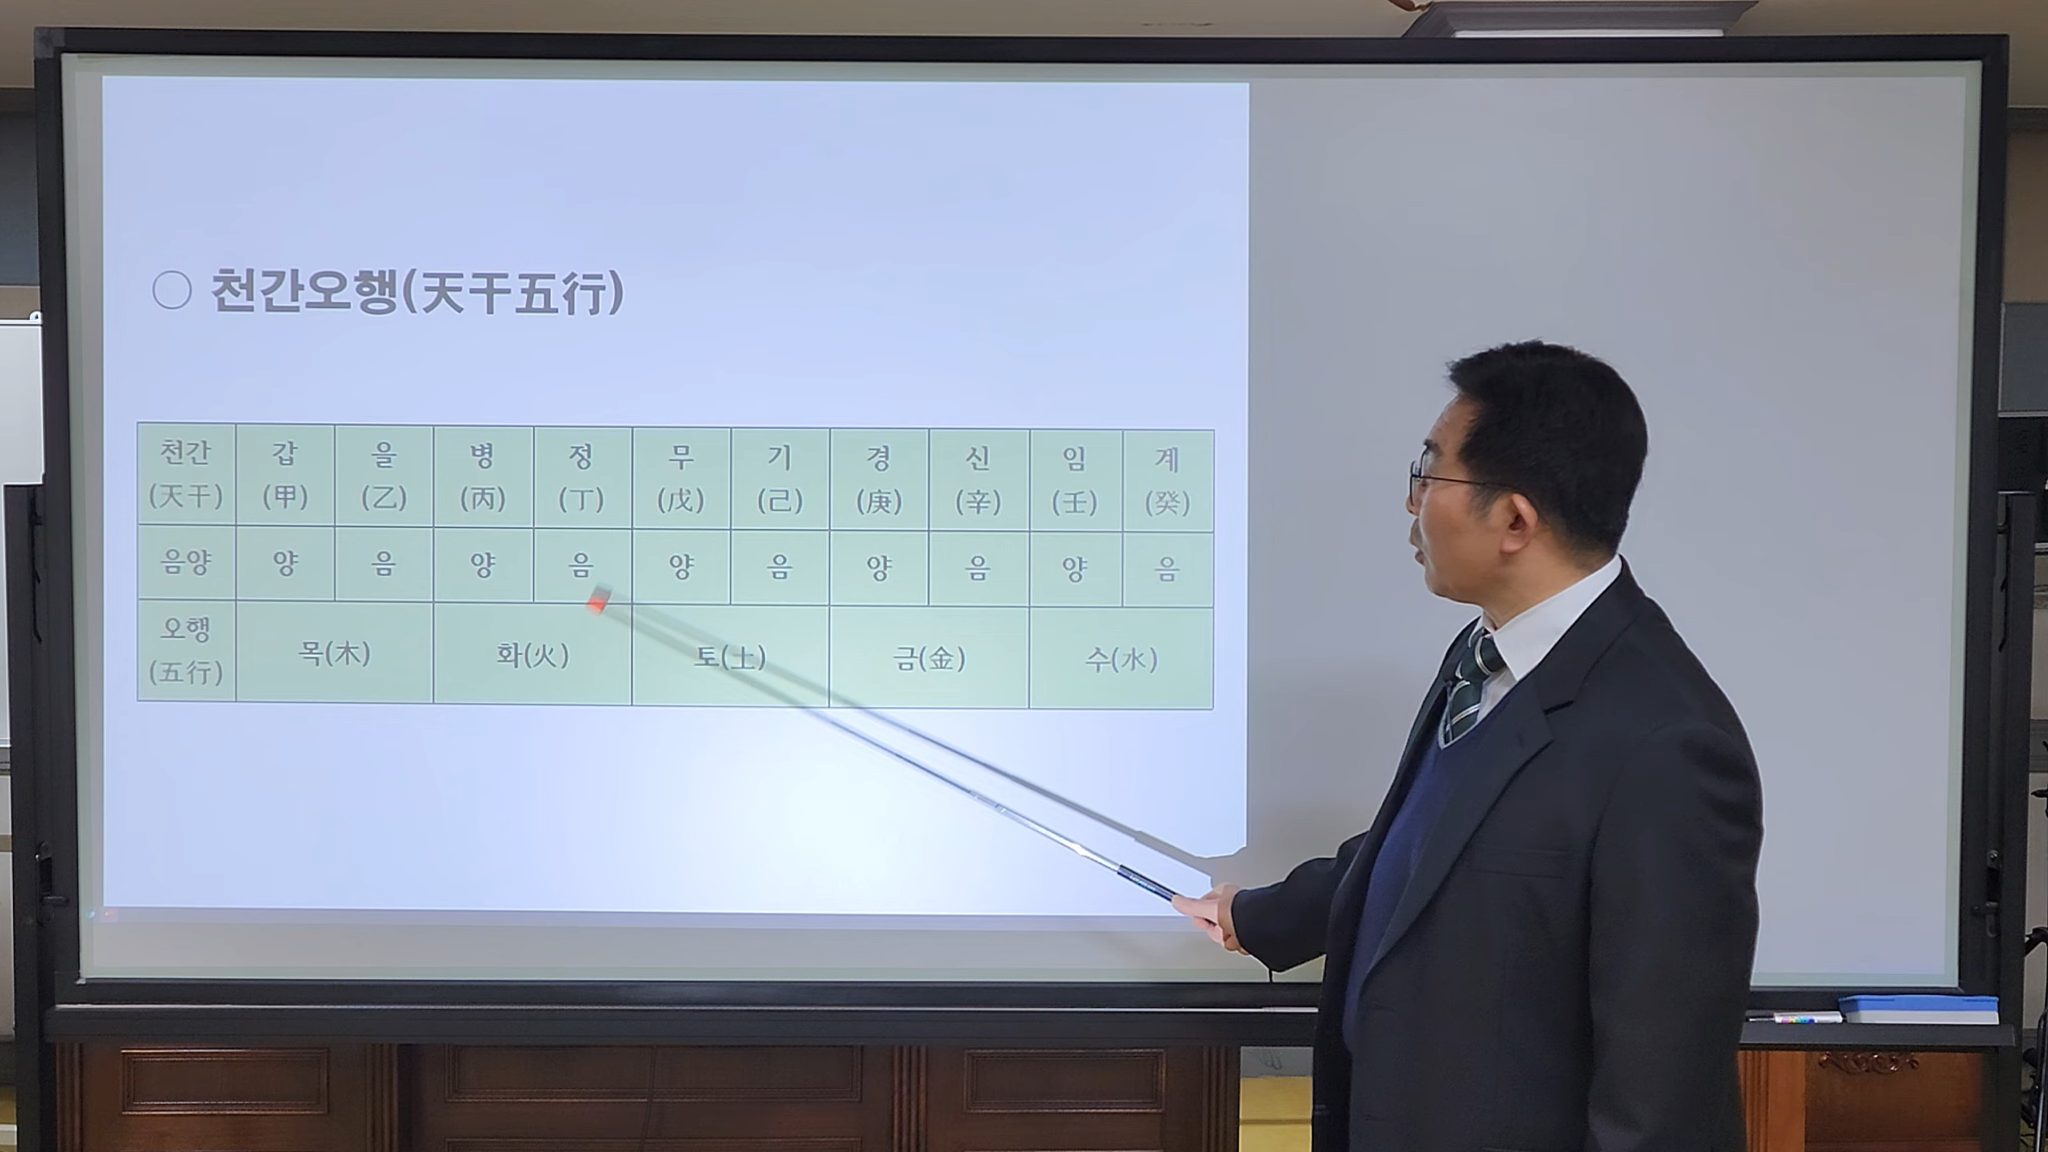 ○ 천간오행(天干五行)
천간 갑 을 병 정 무 기 경 신 임 계
(天干) (甲) (乙) (丙) (丁) (戊) (己) (庚) (辛) (壬) (癸)
음양 양 음 양 음 양 음 양 음 양 음
오행
(五行) 목(木) 화(火) 토(土) 금(金) 수(水)